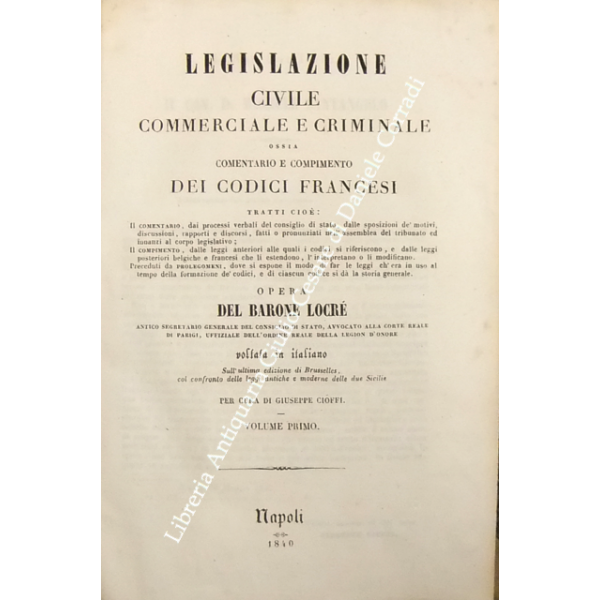 LEGISLAZIONE
CIVILE
COMMERCIALE E CRIMINALE
OSSIA
COMENTARIO E COMPIMENTO
DEI CODICI FRANCESI
TRATTI CIOÈ:
Il COMENTARIO, dai processi verbali del consiglio di stato, dalle sposizioni de' motivi,
discussioni, rapporti e discorsi, fatti o pronunziati nell'assemblea del tribunato ed
innanzi al corpo legislativo;
Il COMPIMENTO, dalle leggi anteriori alle quali i codici si riferiscono, e dalle leggi
posteriori belgiche e francesi che li estendono, l'interpretano o li modificano.
Preceduti da PROLEGOMENI, dove si espone il modo di far le leggi ch'era in uso al
tempo della formazione de' codici, e di ciascun codice si dà la storia generale.
OPERA
DEL BARONE LOCRÉ
ANTICO SEGRETARIO GENERALE DEL CONSIGLIO DI STATO, AVVOCATO ALLA CORTE REALE
DI PARIGI, UFFIZIALE DELL'ORDINE REALE DELLA LEGION D'ONORE
voltata in italiano
Sull'ultima edizione di Brusselles,
col confronto delle leggi antiche e moderne delle due Sicilie
PER CURA DI GIUSEPPE CIOFFI.
VOLUME PRIMO.
Napoli
1840
Libreria Antiquaria Giulio Cesare di Daniele Corradi